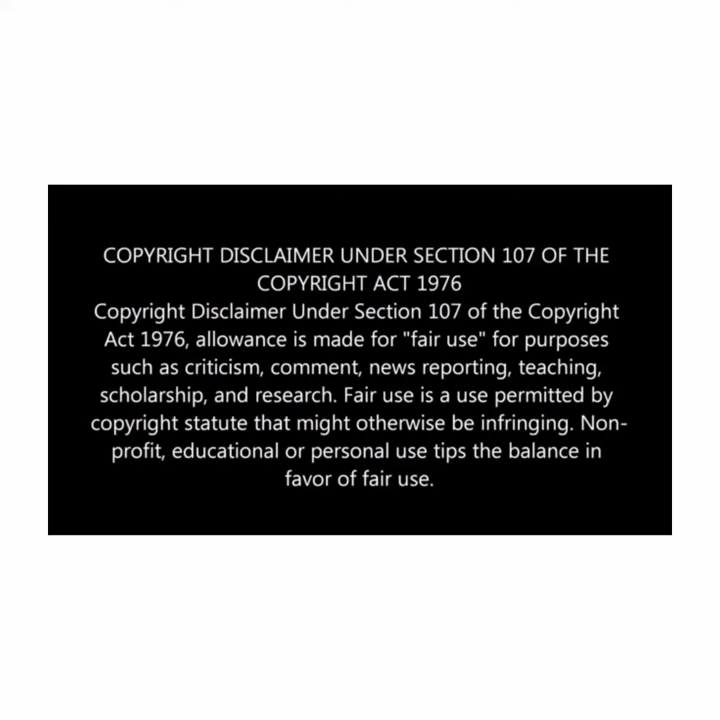 COPYRIGHT DISCLAIMER UNDER SECTION 107 OF THE
COPYRIGHT ACT 1976
Copyright Disclaimer Under Section 107 of the Copyright
Act 1976, allowance is made for "fair use" for purposes
such as criticism, comment, news reporting, teaching,
scholarship, and research. Fair use is a use permitted by
copyright statute that might otherwise be infringing. Non-
profit, educational or personal use tips the balance in
favor of fair use.